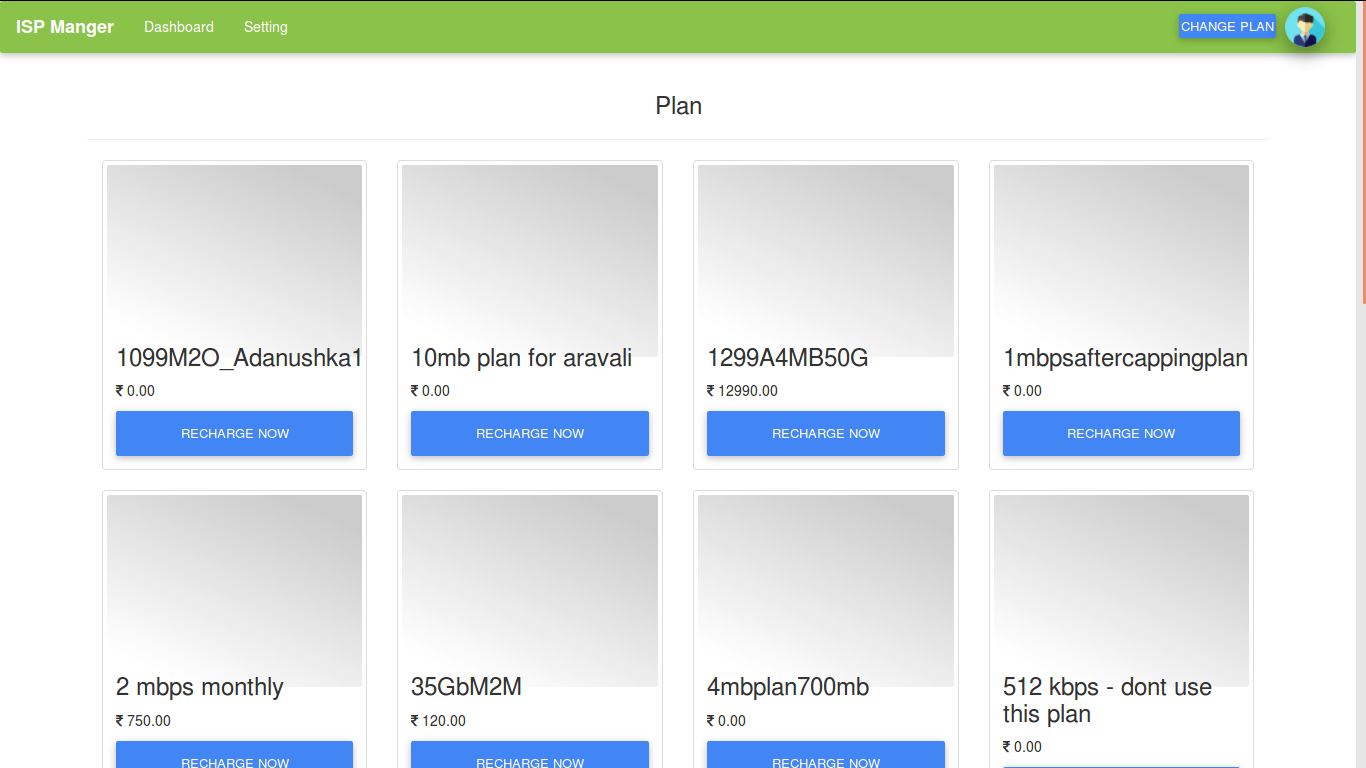 ISP Manger Dashboard Setting CHANGE PLAN
Plan
1099M2O_Adanushka1
₹ 0.00
RECHARGE NOW
10mb plan for aravali
₹ 0.00
RECHARGE NOW
1299A4MB50G
₹ 12990.00
RECHARGE NOW
1mbpsaftercappingplan
₹ 0.00
RECHARGE NOW
2 mbps monthly
₹ 750.00
RECHARGE NOW
35GbM2M
₹ 120.00
RECHARGE NOW
4mbplan700mb
₹ 0.00
RECHARGE NOW
512 kbps - dont use
this plan
₹ 0.00